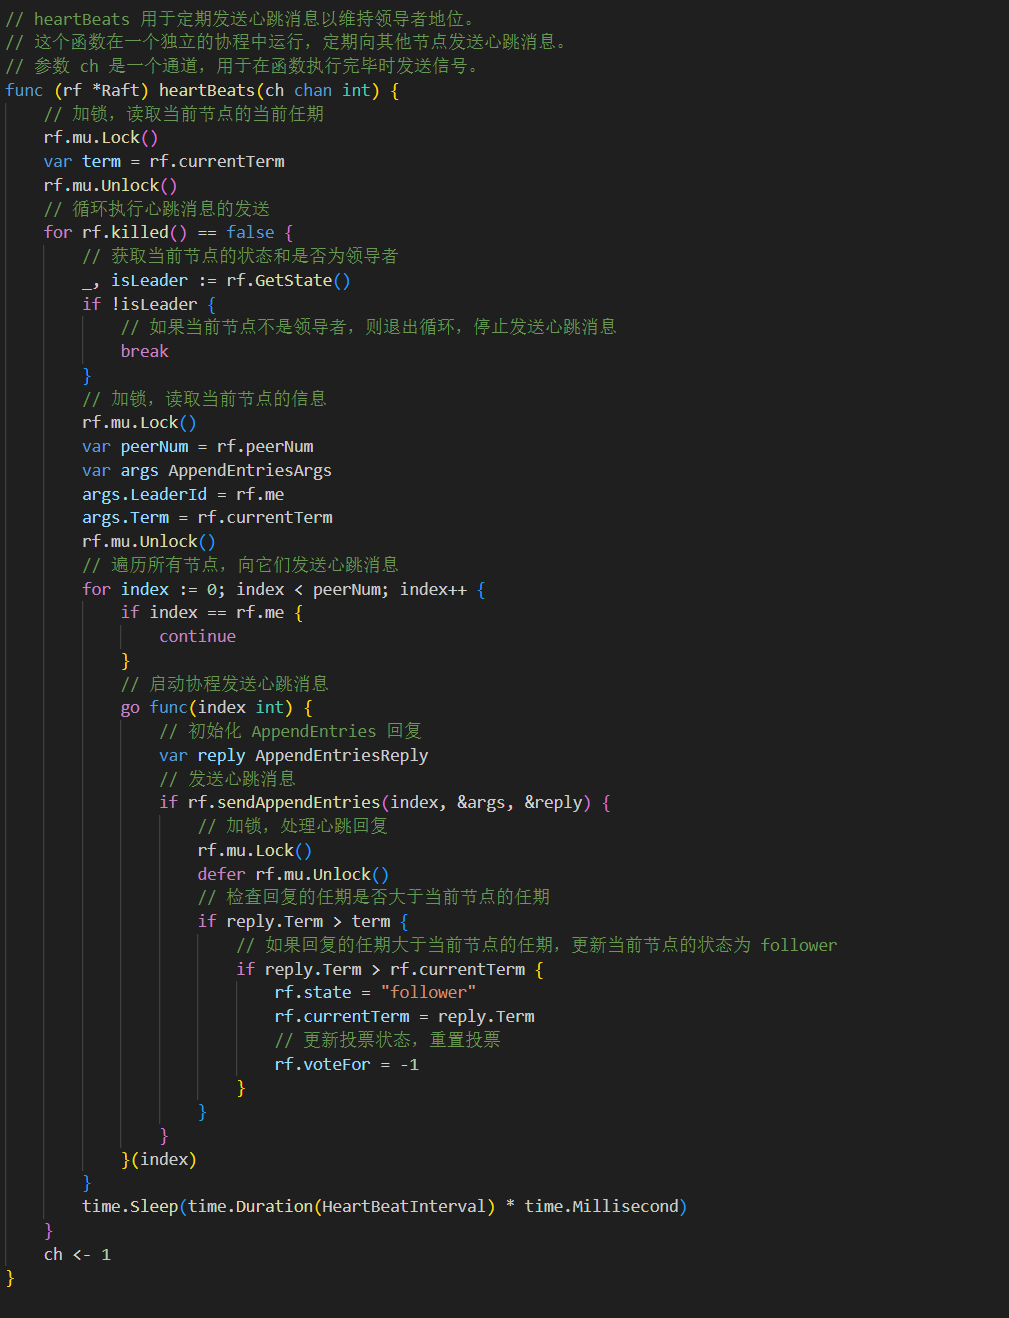 // heartBeats 用于定期发送心跳消息以维持领导者地位。
// 这个函数在一个独立的协程中运行，定期向其他节点发送心跳消息。
// 参数 ch 是一个通道，用于在函数执行完毕时发送信号。
func (rf *Raft) heartBeats(ch chan int) {
    // 加锁，读取当前节点的当前任期
    rf.mu.Lock()
    var term = rf.currentTerm
    rf.mu.Unlock()
    // 循环执行心跳消息的发送
    for rf.killed() == false {
        // 获取当前节点的状态和是否为领导者
        _, isLeader := rf.GetState()
        if !isLeader {
            // 如果当前节点不是领导者，则退出循环，停止发送心跳消息
            break
        }
        // 加锁，读取当前节点的信息
        rf.mu.Lock()
        var peerNum = rf.peerNum
        var args AppendEntriesArgs
        args.LeaderId = rf.me
        args.Term = rf.currentTerm
        rf.mu.Unlock()
        // 遍历所有节点，向它们发送心跳消息
        for index := 0; index < peerNum; index++ {
            if index == rf.me {
                continue
            }
            // 启动协程发送心跳消息
            go func(index int) {
                // 初始化 AppendEntries 回复
                var reply AppendEntriesReply
                // 发送心跳消息
                if rf.sendAppendEntries(index, &args, &reply) {
                    // 加锁，处理心跳回复
                    rf.mu.Lock()
                    defer rf.mu.Unlock()
                    // 检查回复的任期是否大于当前节点的任期
                    if reply.Term > term {
                        // 如果回复的任期大于当前节点的任期，更新当前节点的状态为 follower
                        if reply.Term > rf.currentTerm {
                            rf.state = "follower"
                            rf.currentTerm = reply.Term
                            // 更新投票状态，重置投票
                            rf.voteFor = -1
                        }
                    }
                }
            }(index)
        }
        time.Sleep(time.Duration(HeartBeatInterval) * time.Millisecond)
    }
    ch <- 1
}